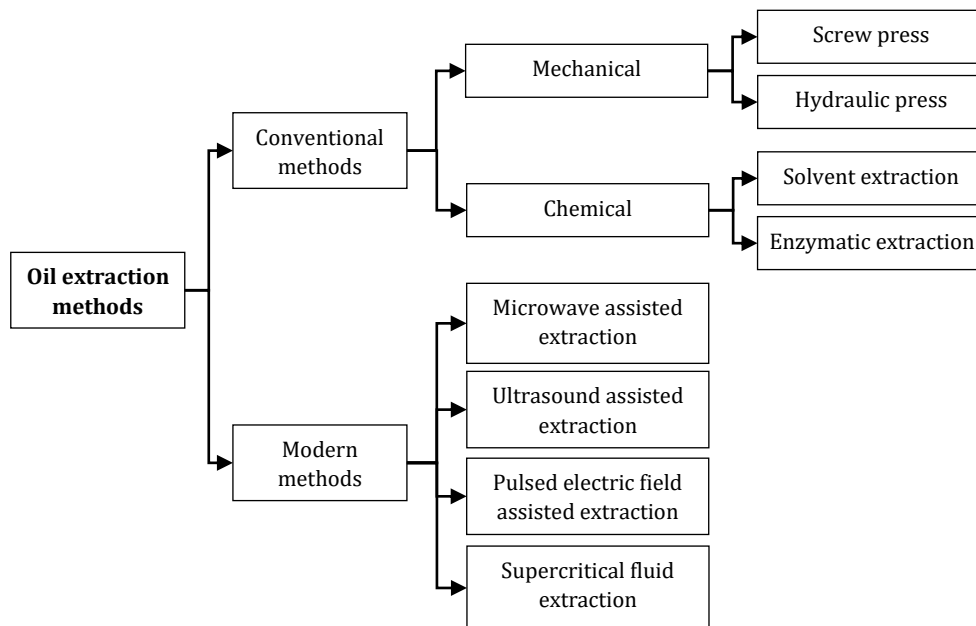 Oil extraction
methods
Conventional
methods
Mechanical
Screw press
Hydraulic press
Chemical
Solvent extraction
Enzymatic extraction
Modern
methods
Microwave assisted
extraction
Ultrasound assisted
extraction
Pulsed electric field
assisted extraction
Supercritical fluid
extraction